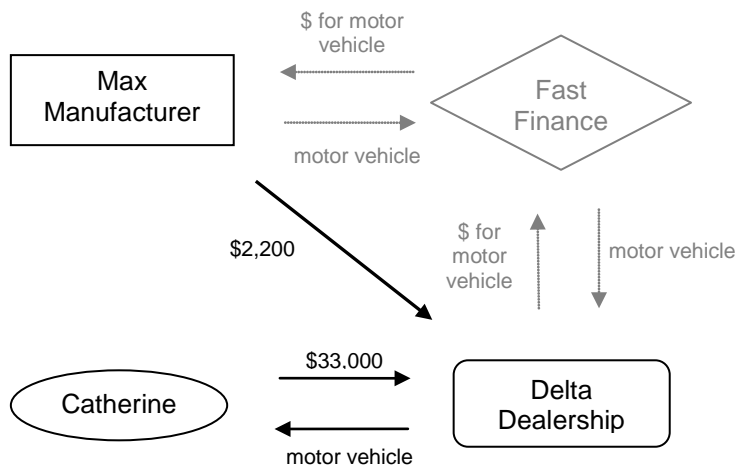 $ for motor
vehicle
Max
Manufacturer
Fast
Finance
motor vehicle
$2,200
$ for
motor
vehicle
motor vehicle
$33,000
Catherine
Delta
Dealership
motor vehicle